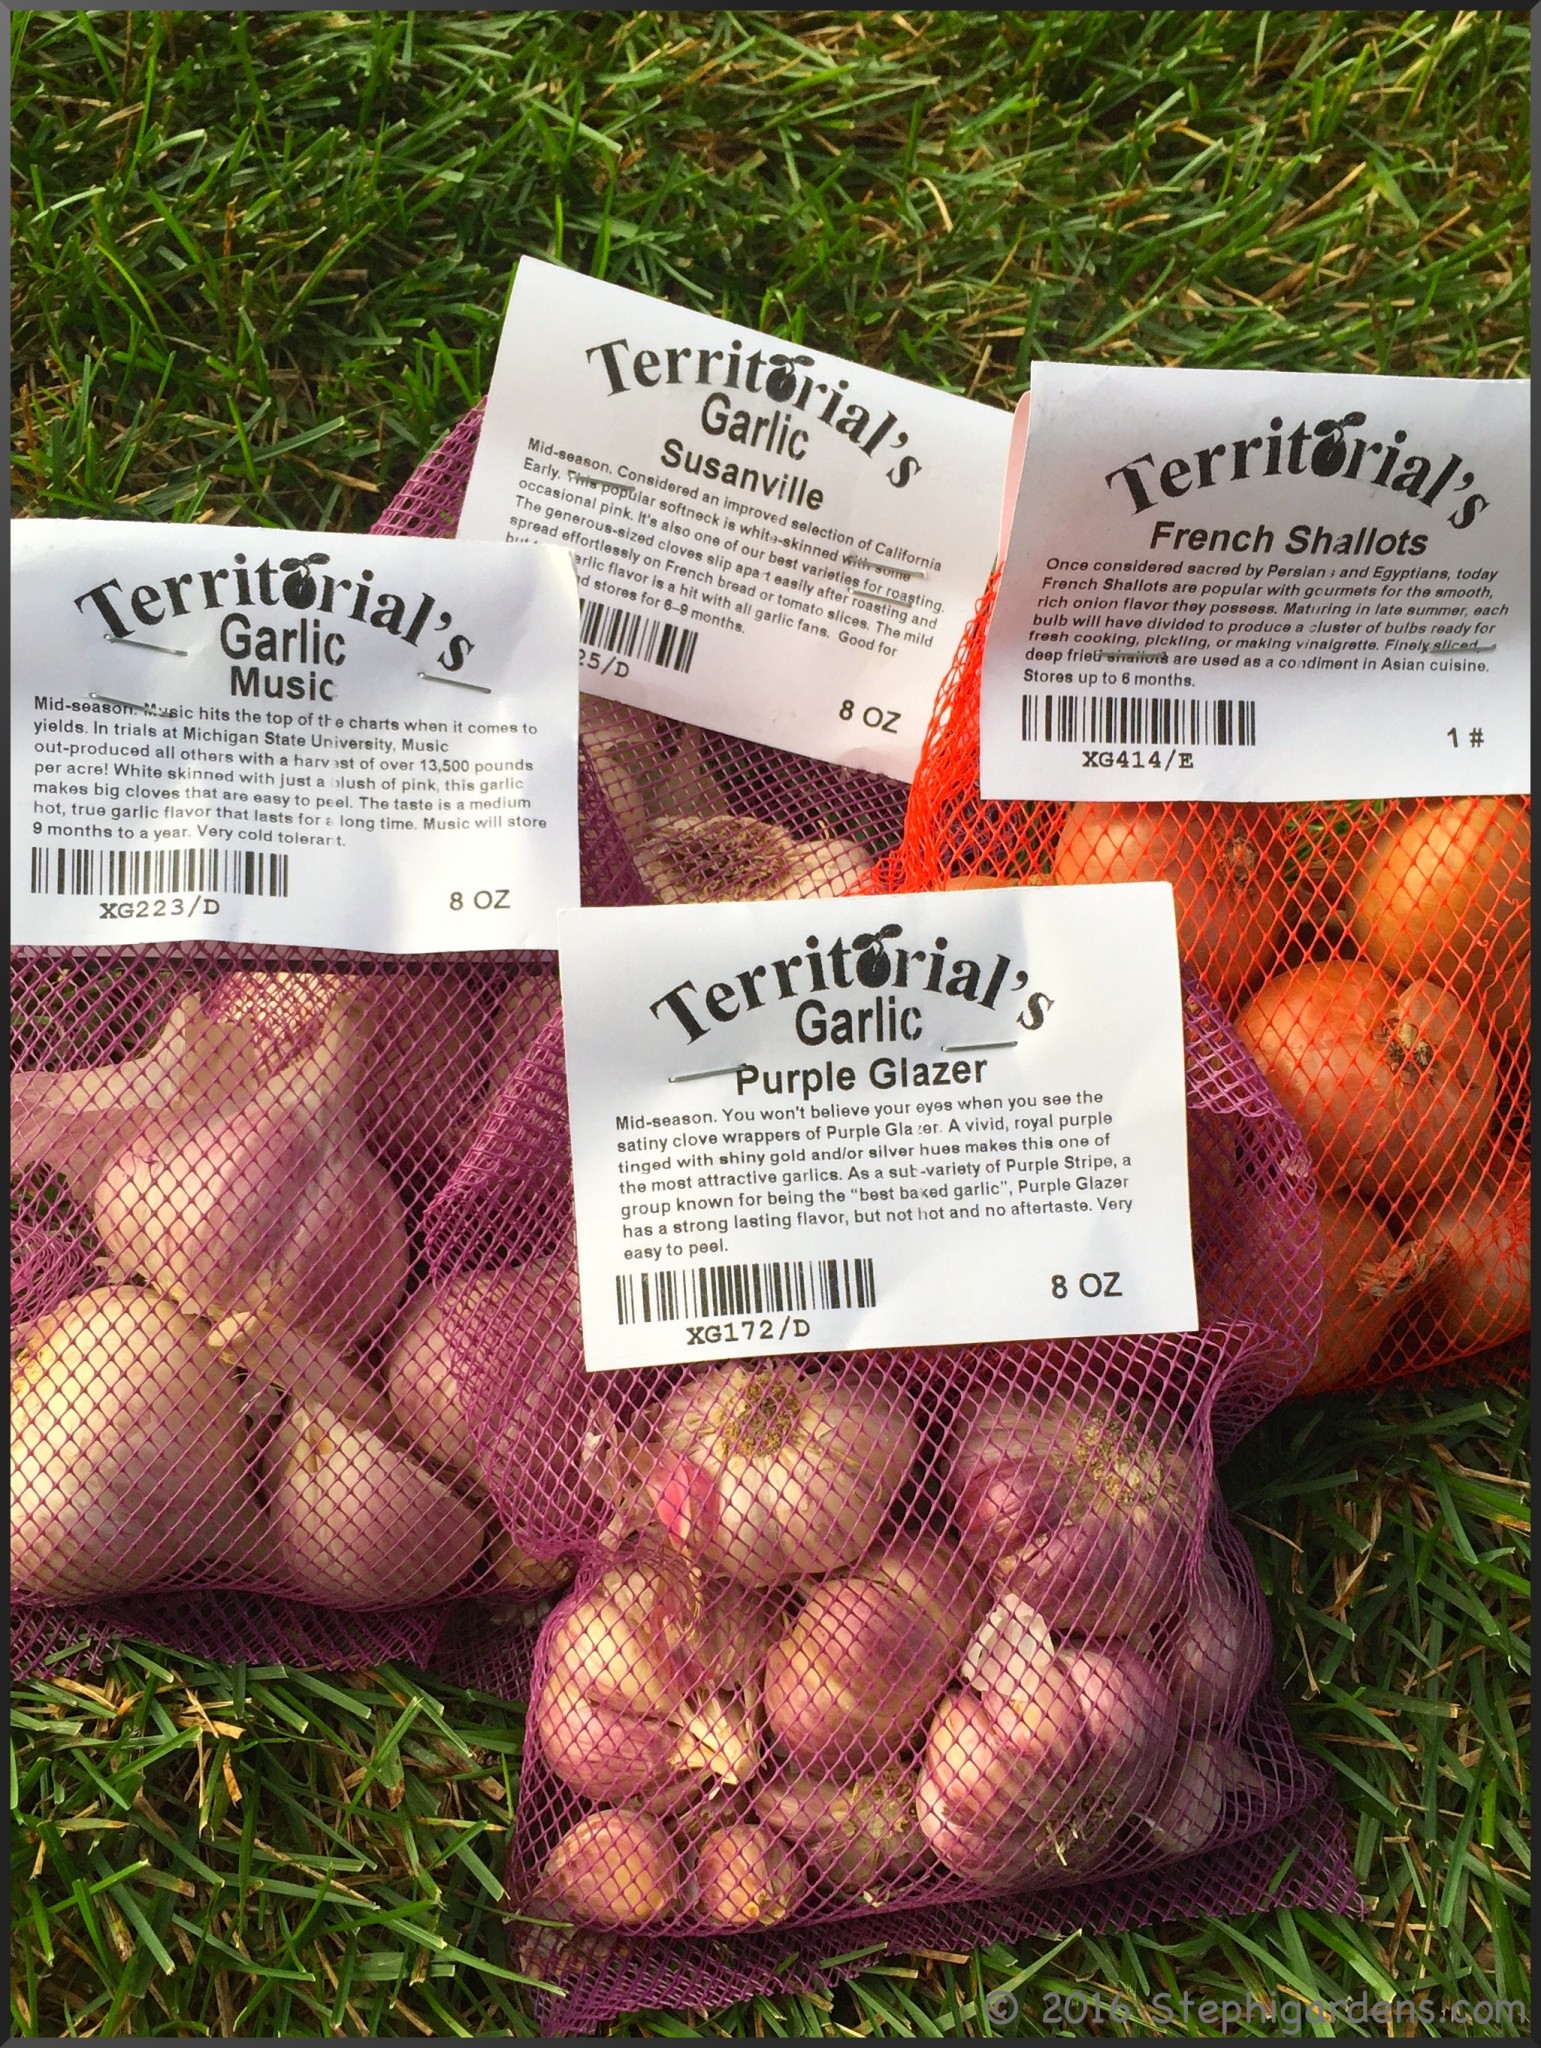 Territorial's
Garlic
Susanville
Mid-season. Considered an improved selection of California
Early. This popular softneck is white-skinned with some
occasional pink. It's also one of our best varieties for roasting.
The generous-sized cloves slip apart easily after roasting and
spread effortlessly on French bread or tomato slices. The mild
garlic flavor is a hit with all garlic fans. Good for
stores for 6-9 months.
25/D
8 OZ
Territorial's
French Shallots
Once considered sacred by Persians and Egyptians, today
French Shallots are popular with gourmets for the smooth,
rich onion flavor they possess. Maturing in late summer, each
bulb will have divided to produce a cluster of bulbs ready for
fresh cooking, pickling, or making vinaigrette. Finely sliced,
deep fried shallots are used as a condiment in Asian cuisine.
Stores up to 6 months.
XG414/E
1 #
Territorial's
Garlic
Music
Mid-season. Music hits the top of the charts when it comes to
yields. In trials at Michigan State University, Music
out-produced all others with a harvest of over 13,500 pounds
per acre! White skinned with just a blush of pink, this garlic
makes big cloves that are easy to peel. The taste is a medium
hot, true garlic flavor that lasts for a long time. Music will store
9 months to a year. Very cold tolerant.
XG223/D
8 OZ
Territorial's
Garlic
Purple Glazer
Mid-season. You won't believe your eyes when you see the
satiny clove wrappers of Purple Glazer. A vivid, royal purple
tinged with shiny gold and/or silver hues makes this one of
the most attractive garlics. As a sub-variety of Purple Stripe, a
group known for being the "best baked garlic", Purple Glazer
has a strong lasting flavor, but not hot and no aftertaste. Very
easy to peel.
XG172/D
8 OZ
© 2016 Stephigardens.com